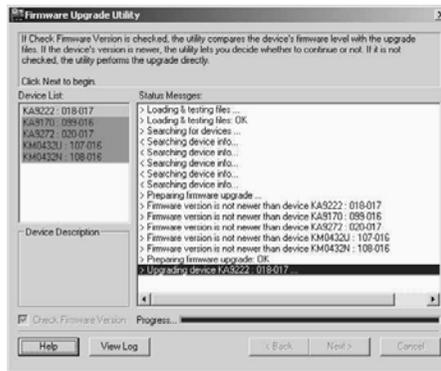 Firmware Upgrade Utility
If Check Firmware Version is checked, the utility compares the device's firmware level with the upgrade
files. If the device's version is newer, the utility lets you decide whether to continue or not. If it is not
checked, the utility performs the upgrade directly.
Click Next to begin.
Device List:
KA9222 : 018-017
KA9170 : 099-016
KA9272 : 020-017
KM0432U : 107-016
KM0432N : 108-016
Device Description
Status Messges:
> Loading & testing files ...
> Loading & testing files: OK
> Searching for devices ...
< Searching device info...
< Searching device info...
< Searching device info...
< Searching device info...
< Searching device info...
> Preparing firmware upgrade ...
> Firmware version is not newer than device KA9222 : 018-017
> Firmware version is not newer than device KA9170 : 099-016
> Firmware version is not newer than device KA9272 : 020-017
> Firmware version is not newer than device KM0432U : 107-016
> Firmware version is not newer than device KM0432N : 108-016
> Preparing firmware upgrade: OK
> Upgrading device KA9222 : 018-017 ...
Check Firmware Version Progress...
Help View Log < Back Next > Cancel